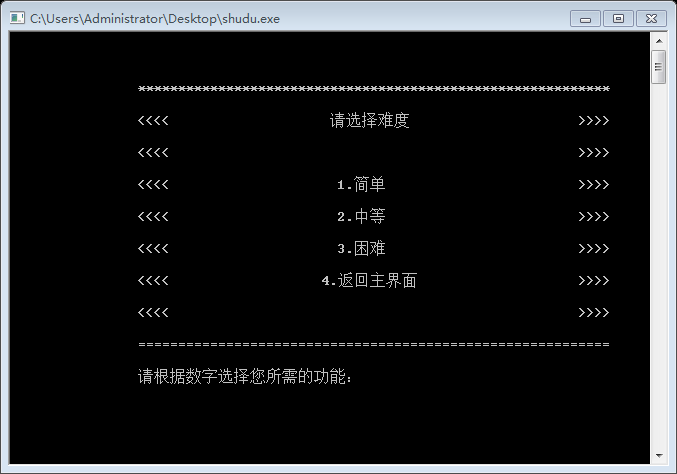 C:\Users\Administrator\Desktop\shudu.exe
***********************************************************
<<<< 请选择难度 >>>>
<<<< >>>>
<<<< 1.简单 >>>>
<<<< 2.中等 >>>>
<<<< 3.困难 >>>>
<<<< 4.返回主界面 >>>>
<<<< >>>>
===========================================================
请根据数字选择您所需的功能：